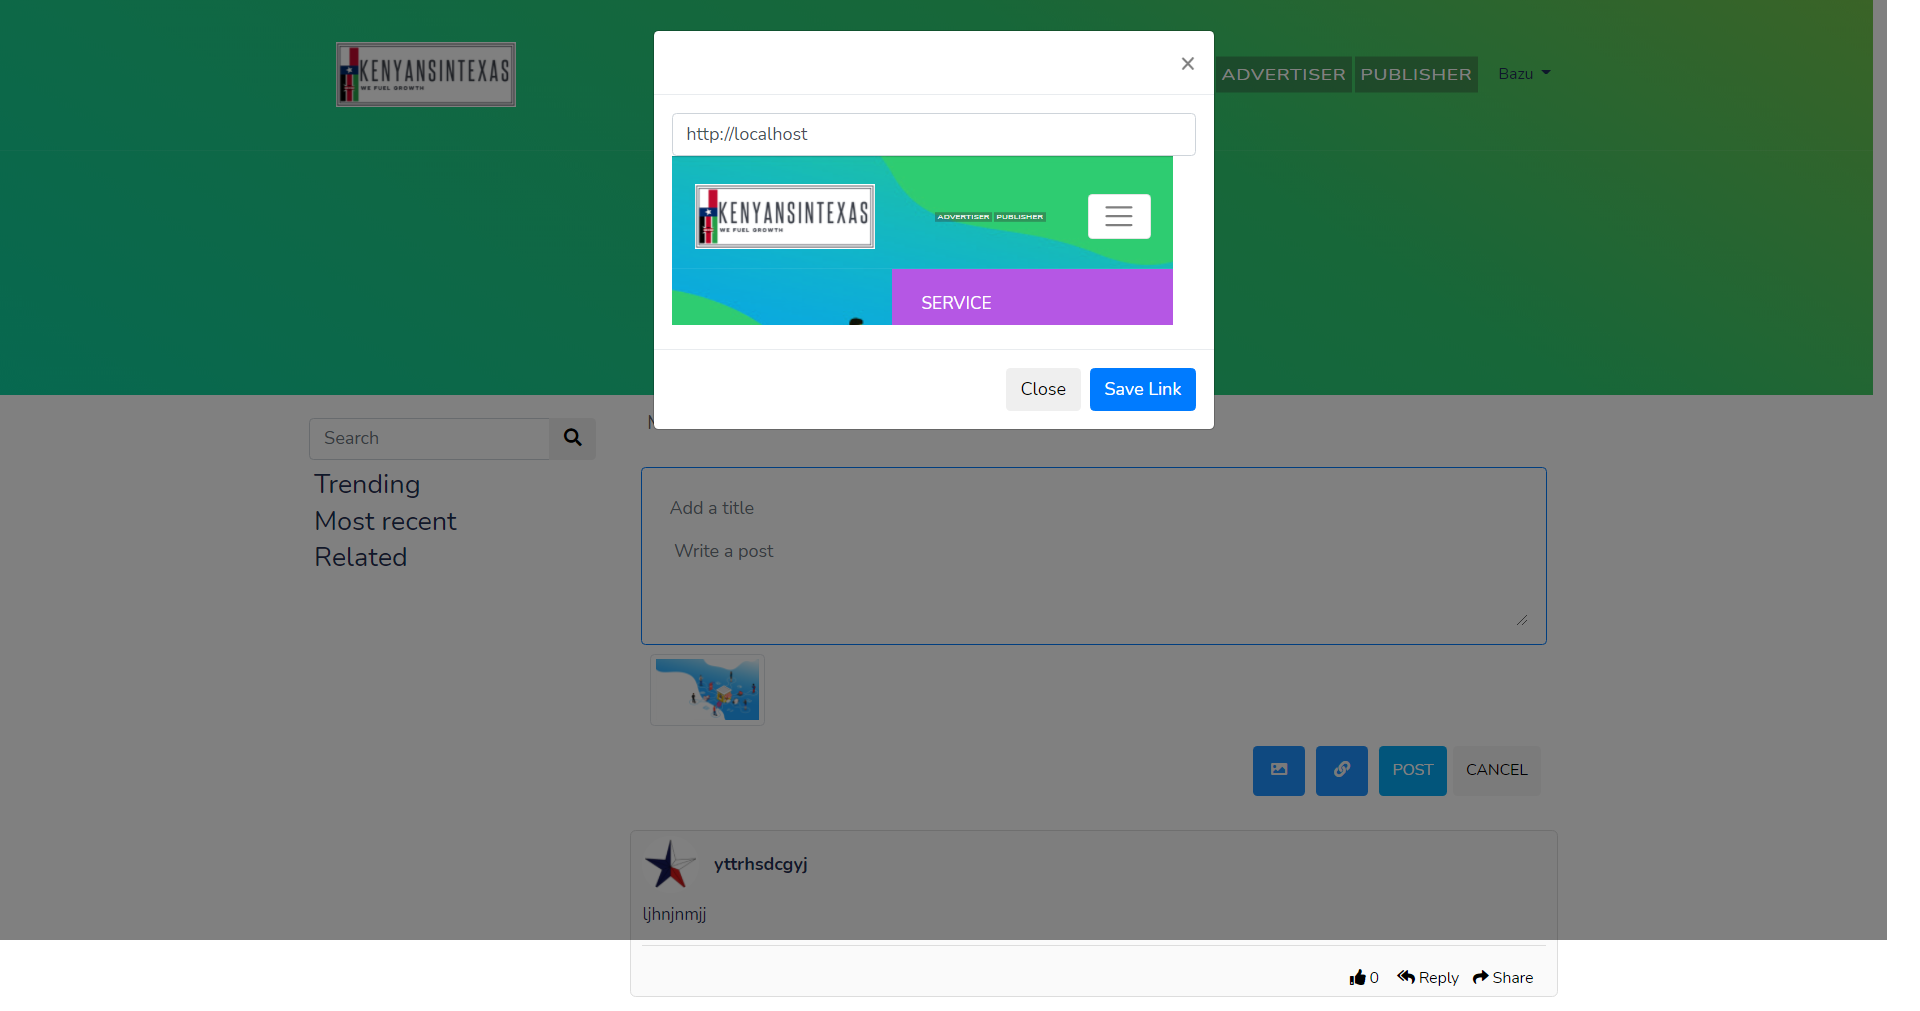 KENYANSINTEXAS
WE FUEL GROWTH
ADVERTISER PUBLISHER Bazu
×
http://localhost
KENYANSINTEXAS
WE FUEL GROWTH
ADVERTISER PUBLISHER
SERVICE
Close Save Link
Search
Trending
Most recent
Related
Add a title
Write a post
POST CANCEL
yttrhsdcgyj
ljhnjnmjj
0 Reply Share